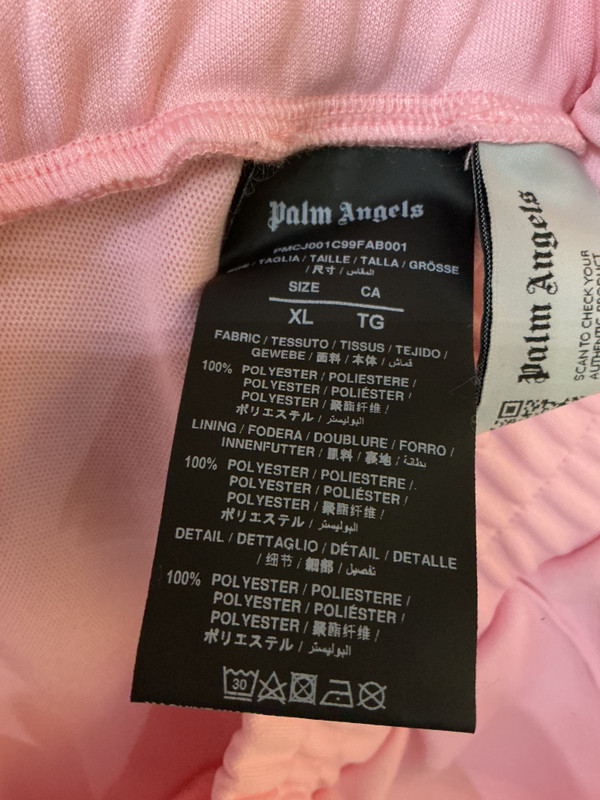 Palm Angels
PMCJ001C99FAB001
TAGLIA / TAILLE / TALLA / GRÖSSE
/ 尺寸 / المقاس
SIZE CA
XL TG
FABRIC / TESSUTO / TISSUS / TEJIDO /
GEWEBE / 面料 / 本体 / قماش
100% POLYESTER / POLIESTERE /
POLYESTER / POLIÉSTER /
POLYESTER / 聚酯纤维 /
ポリエステル / البوليستر
LINING / FODERA / DOUBLURE / FORRO /
INNENFUTTER / 里料 / 裏地 / بطانة
100% POLYESTER / POLIESTERE /
POLYESTER / POLIÉSTER /
POLYESTER / 聚酯纤维 /
ポリエステル / البوليستر
DETAIL / DETTAGLIO / DÉTAIL / DETALLE
/ 细节 / 細部 / تفصيل
100% POLYESTER / POLIESTERE /
POLYESTER / POLIÉSTER /
POLYESTER / 聚酯纤维 /
ポリエステル / البوليستر
30
Palm Angels
SCAN TO CHECK YOUR
AUTHENTIC PRODUCT